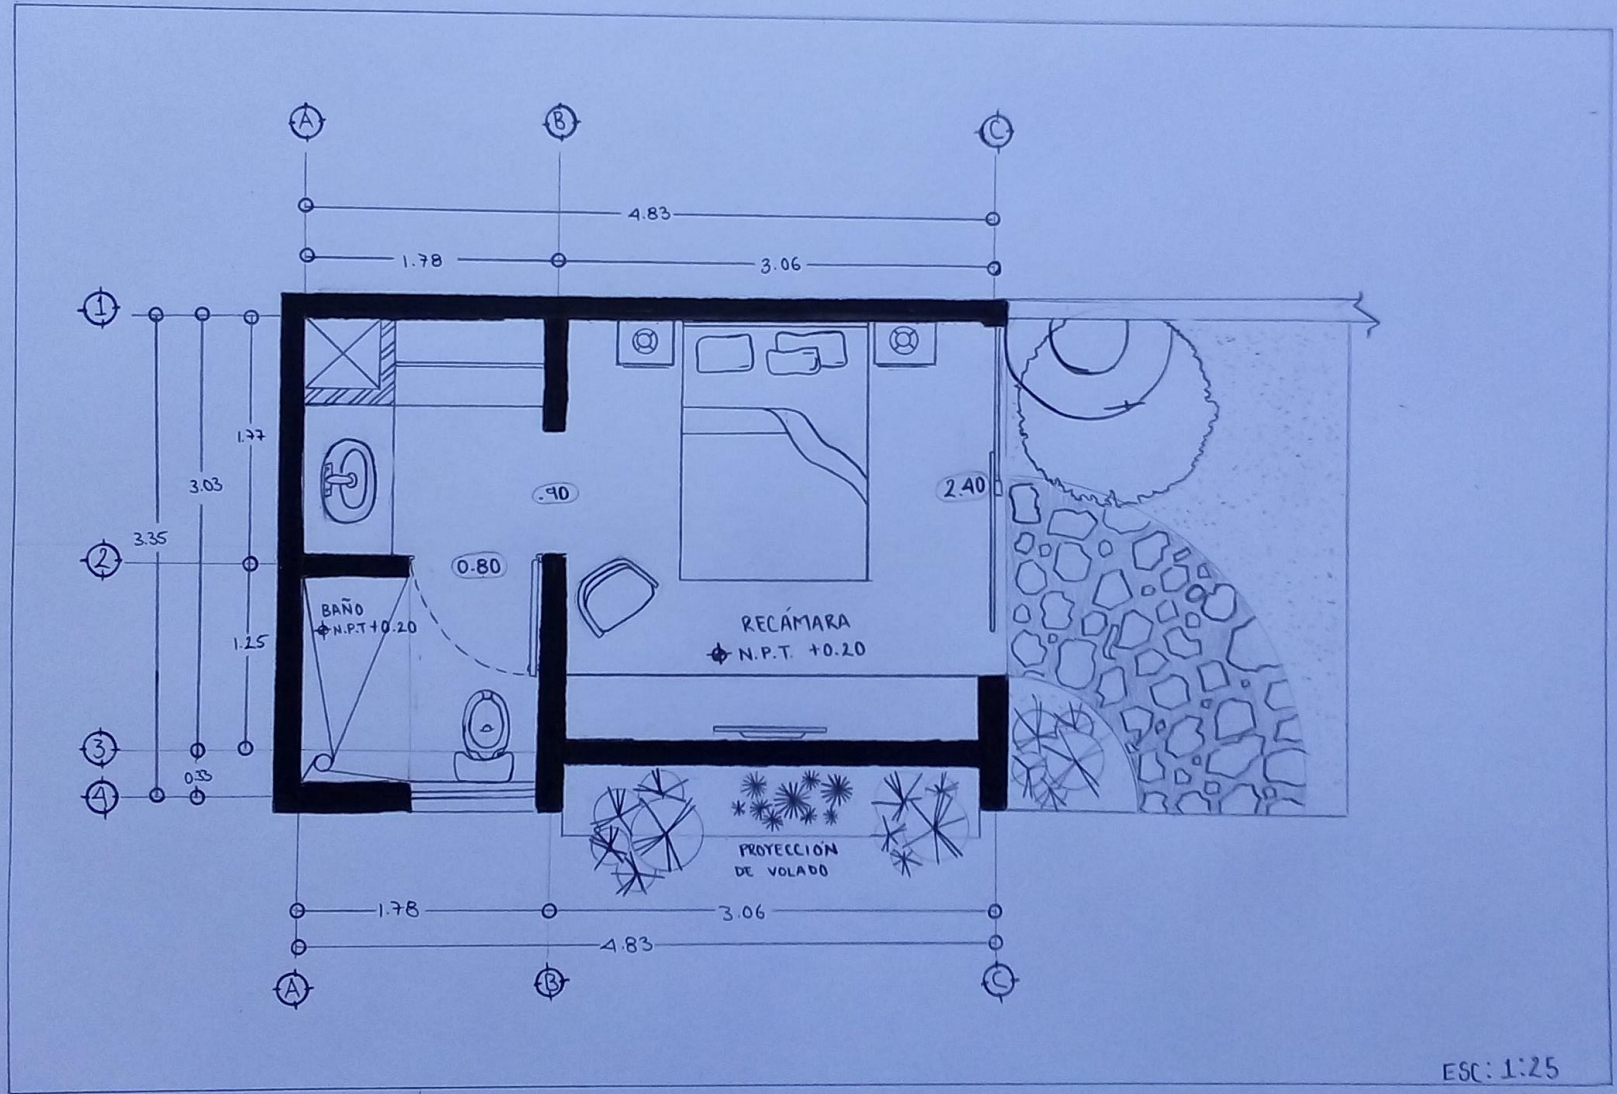 A
B
C
4.83
1.78
3.06
1
1.77
3.03
.90
2.40
3.35
2
0.80
BAÑO
N.P.T +0.20
1.25
RECÁMARA
N.P.T. +0.20
3
0.33
4
PROYECCIÓN
DE VOLADO
1.78
3.06
4.83
A
B
C
ESC: 1:25